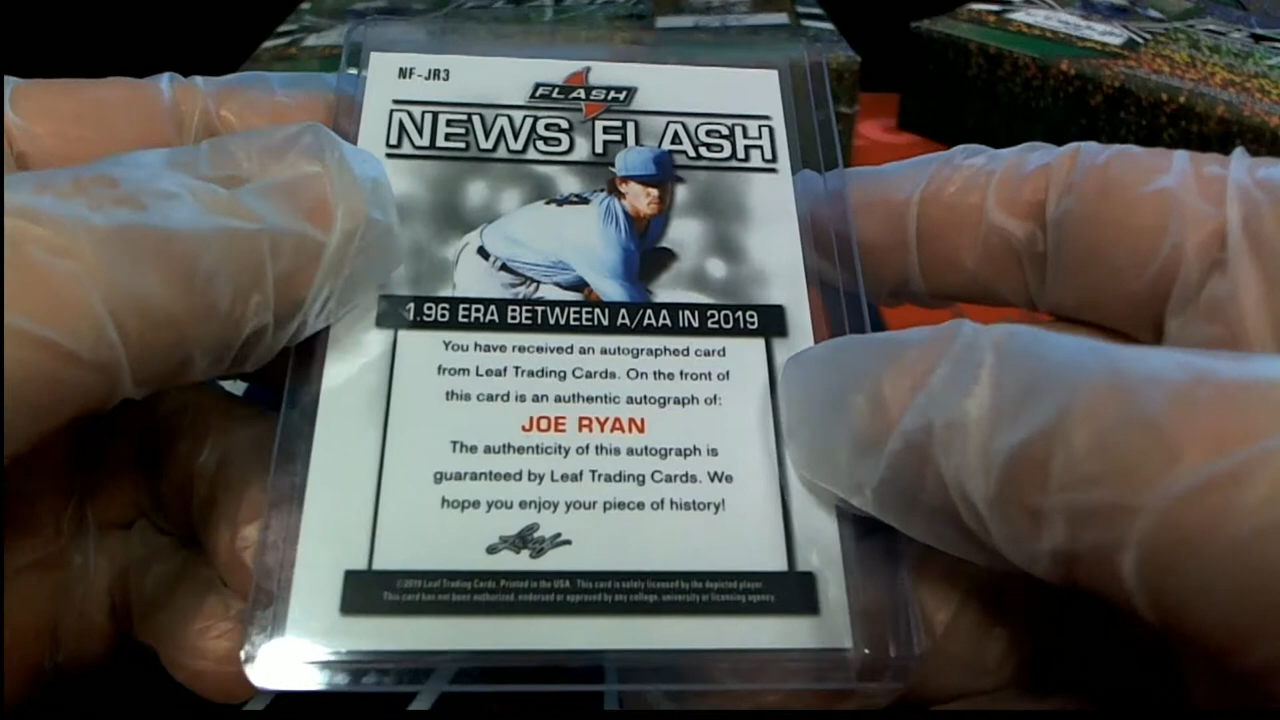 NF-JR3
FLASH
NEWS FLASH
1.96 ERA BETWEEN A/AA IN 2019
You have received an autographed card
from Leaf Trading Cards. On the front of
this card is an authentic autograph of:
JOE RYAN
The authenticity of this autograph is
guaranteed by Leaf Trading Cards. We
hope you enjoy your piece of history!
Leaf
©2019 Leaf Trading Cards. Printed in the USA. This card is solely licensed by the depicted player.
This card has not been authorized, endorsed or approved by any college, university or licensing agency.